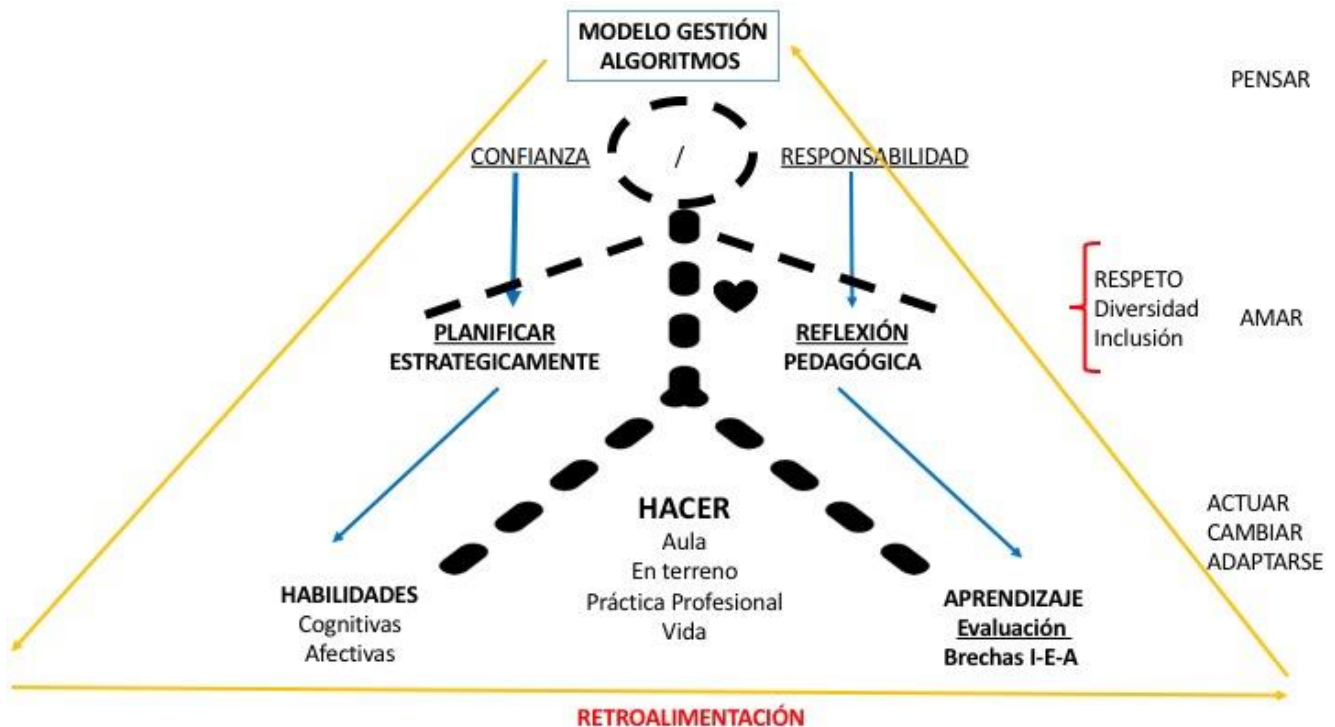 MODELO GESTIÓN
ALGORITMOS
PENSAR
CONFIANZA
/
RESPONSABILIDAD
RESPETO
Diversidad
Inclusión
AMAR
PLANIFICAR
ESTRATEGICAMENTE
REFLEXIÓN
PEDAGÓGICA
HACER
Aula
En terreno
Práctica Profesional
Vida
ACTUAR
CAMBIAR
ADAPTARSE
HABILIDADES
Cognitivas
Afectivas
APRENDIZAJE
Evaluación
Brechas I-E-A
RETROALIMENTACIÓN